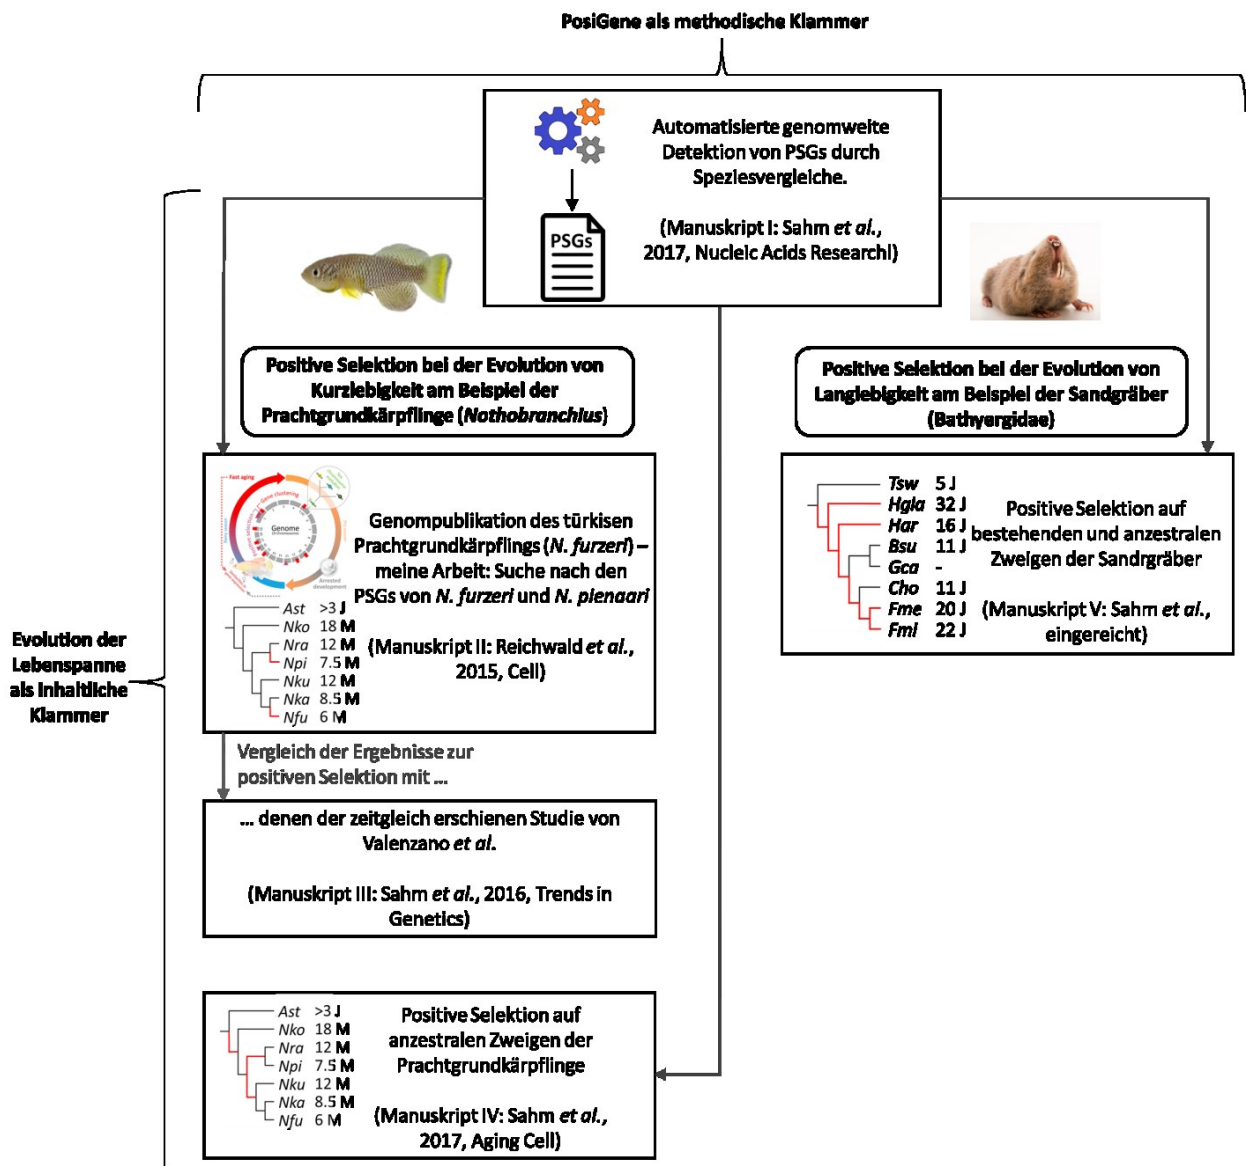 PosiGene als methodische Klammer
Automatisierte genomweite
Detektion von PSGs durch
Speziesvergleiche.
(Manuskript I: Sahm et al.,
2017, Nucleic Acids Researchl)
PSGs
Positive Selektion bei der Evolution von
Kurzlebigkeit am Beispiel der
Prachtgrundkärpflinge (Nothobranchius)
Positive Selektion bei der Evolution von
Langlebigkeit am Beispiel der Sandgräber
(Bathyergidae)
Fast aging
Gene clustering
Genome
Arrested development
Genompublikation des türkisen
Prachtgrundkärpflings (N. furzeri) –
meine Arbeit: Suche nach den
PSGs von N. furzeri und N. pienaari
(Manuskript II: Reichwald et al.,
2015, Cell)
Ast >3 J
Nko 18 M
Nra 12 M
Npi 7.5 M
Nku 12 M
Nka 8.5 M
Nfu 6 M
Tsw 5 J
Hgla 32 J
Har 16 J
Bsu 11 J
Gca -
Cho 11 J
Fme 20 J
Fmi 22 J
Positive Selektion auf
bestehenden und anzestralen
Zweigen der Sandrgräber
(Manuskript V: Sahm et al.,
eingereicht)
Evolution der
Lebenspanne
als inhaltliche
Klammer
Vergleich der Ergebnisse zur
positiven Selektion mit ...
... denen der zeitgleich erschienen Studie von
Valenzano et al.
(Manuskript III: Sahm et al., 2016, Trends in
Genetics)
Ast >3 J
Nko 18 M
Nra 12 M
Npi 7.5 M
Nku 12 M
Nka 8.5 M
Nfu 6 M
Positive Selektion auf
anzestralen Zweigen der
Prachtgrundkärpflinge
(Manuskript IV: Sahm et al.,
2017, Aging Cell)